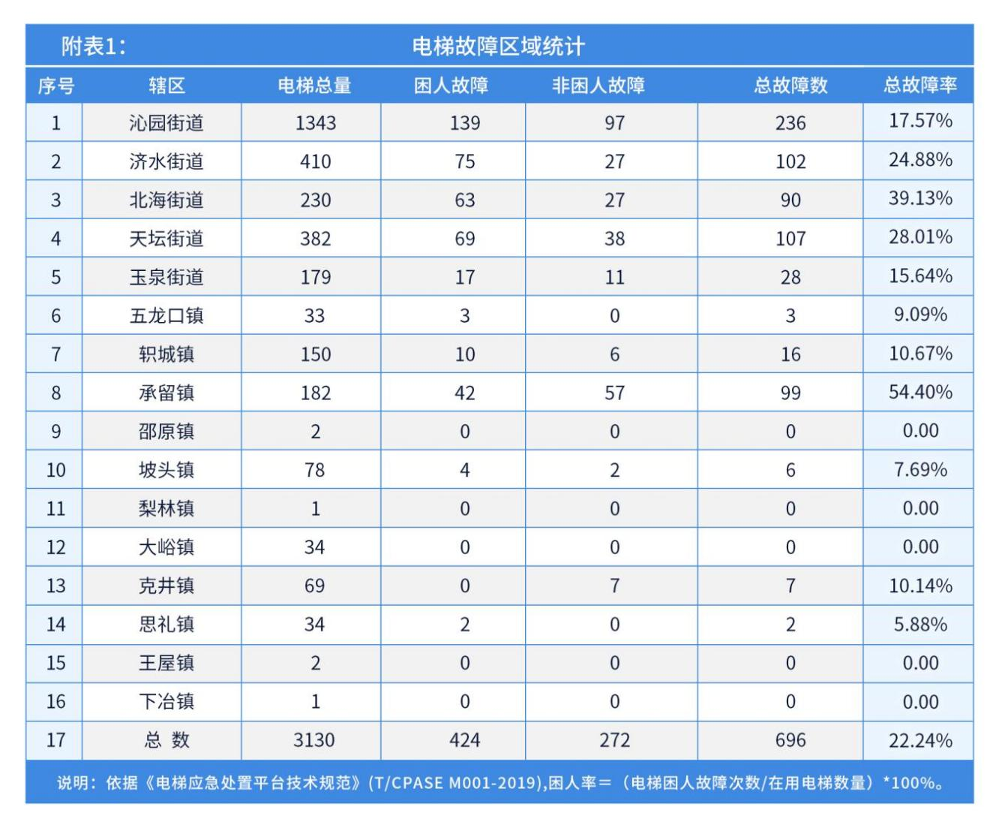 附表1： 电梯故障区域统计
序号 辖区 电梯总量 困人故障 非困人故障 总故障数 总故障率
1 沁园街道 1343 139 97 236 17.57%
2 济水街道 410 75 27 102 24.88%
3 北海街道 230 63 27 90 39.13%
4 天坛街道 382 69 38 107 28.01%
5 玉泉街道 179 17 11 28 15.64%
6 五龙口镇 33 3 0 3 9.09%
7 轵城镇 150 10 6 16 10.67%
8 承留镇 182 42 57 99 54.40%
9 邵原镇 2 0 0 0 0.00
10 坡头镇 78 4 2 6 7.69%
11 梨林镇 1 0 0 0 0.00
12 大峪镇 34 0 0 0 0.00
13 克井镇 69 0 7 7 10.14%
14 思礼镇 34 2 0 2 5.88%
15 王屋镇 2 0 0 0 0.00
16 下冶镇 1 0 0 0 0.00
17 总 数 3130 424 272 696 22.24%
说明：依据《电梯应急处置平台技术规范》(T/CPASE M001-2019),困人率＝（电梯困人故障次数/在用电梯数量）*100%。